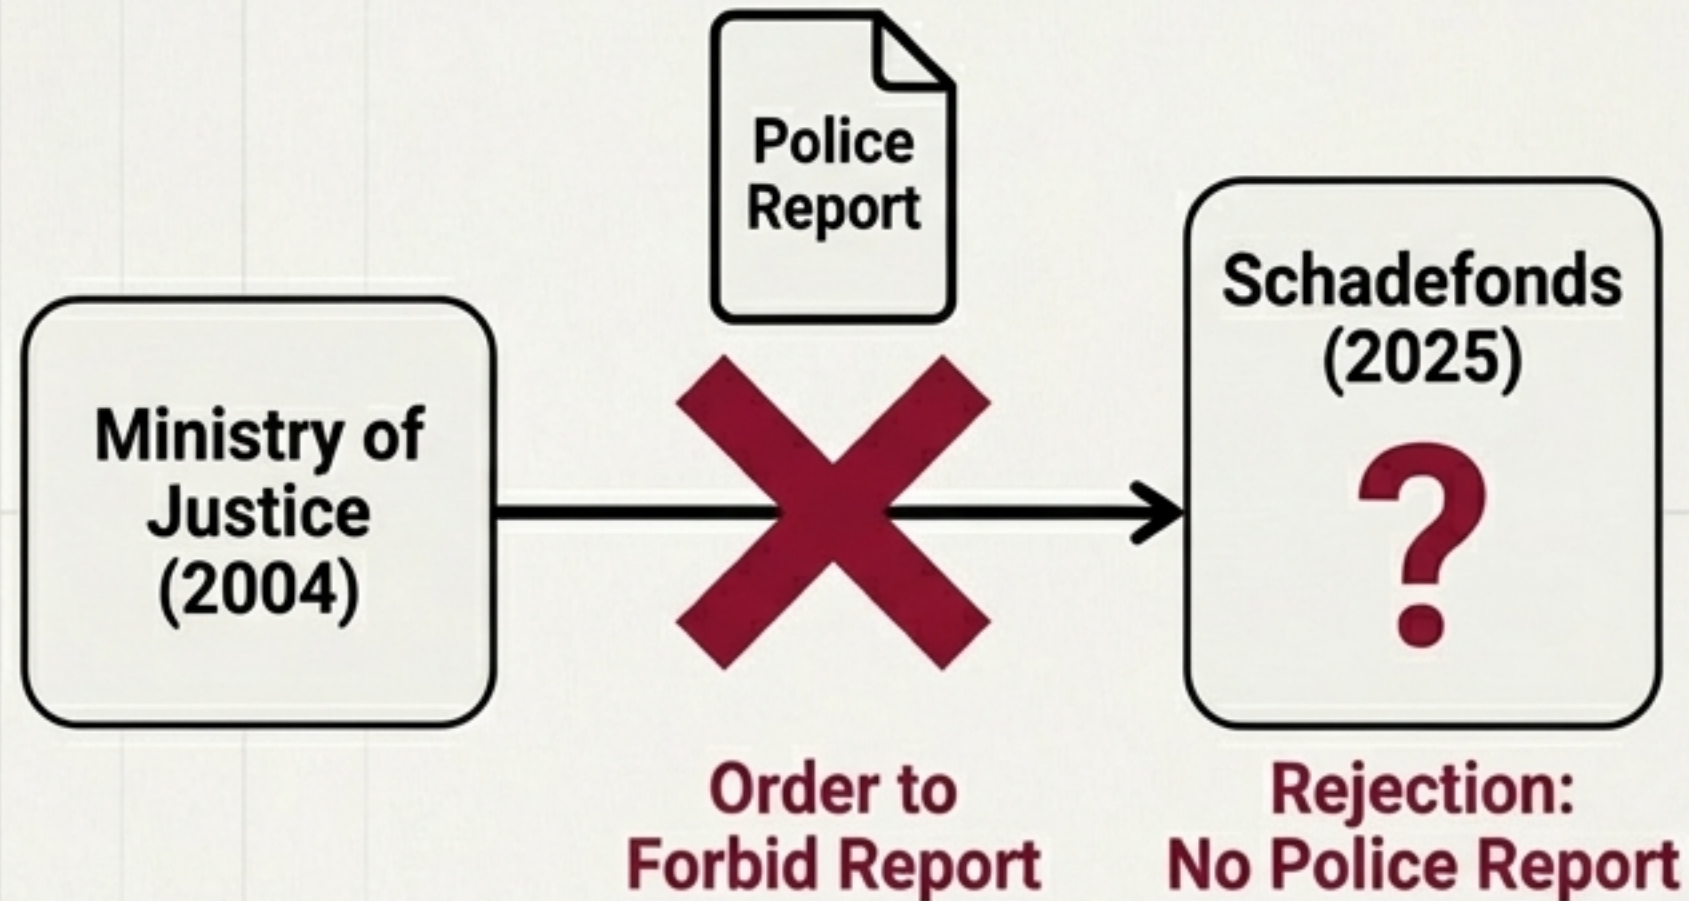 Police
Report
Ministry of
Justice
(2004)
Schadefonds
(2025)
?
Order to
Forbid Report
Rejection:
No Police Report